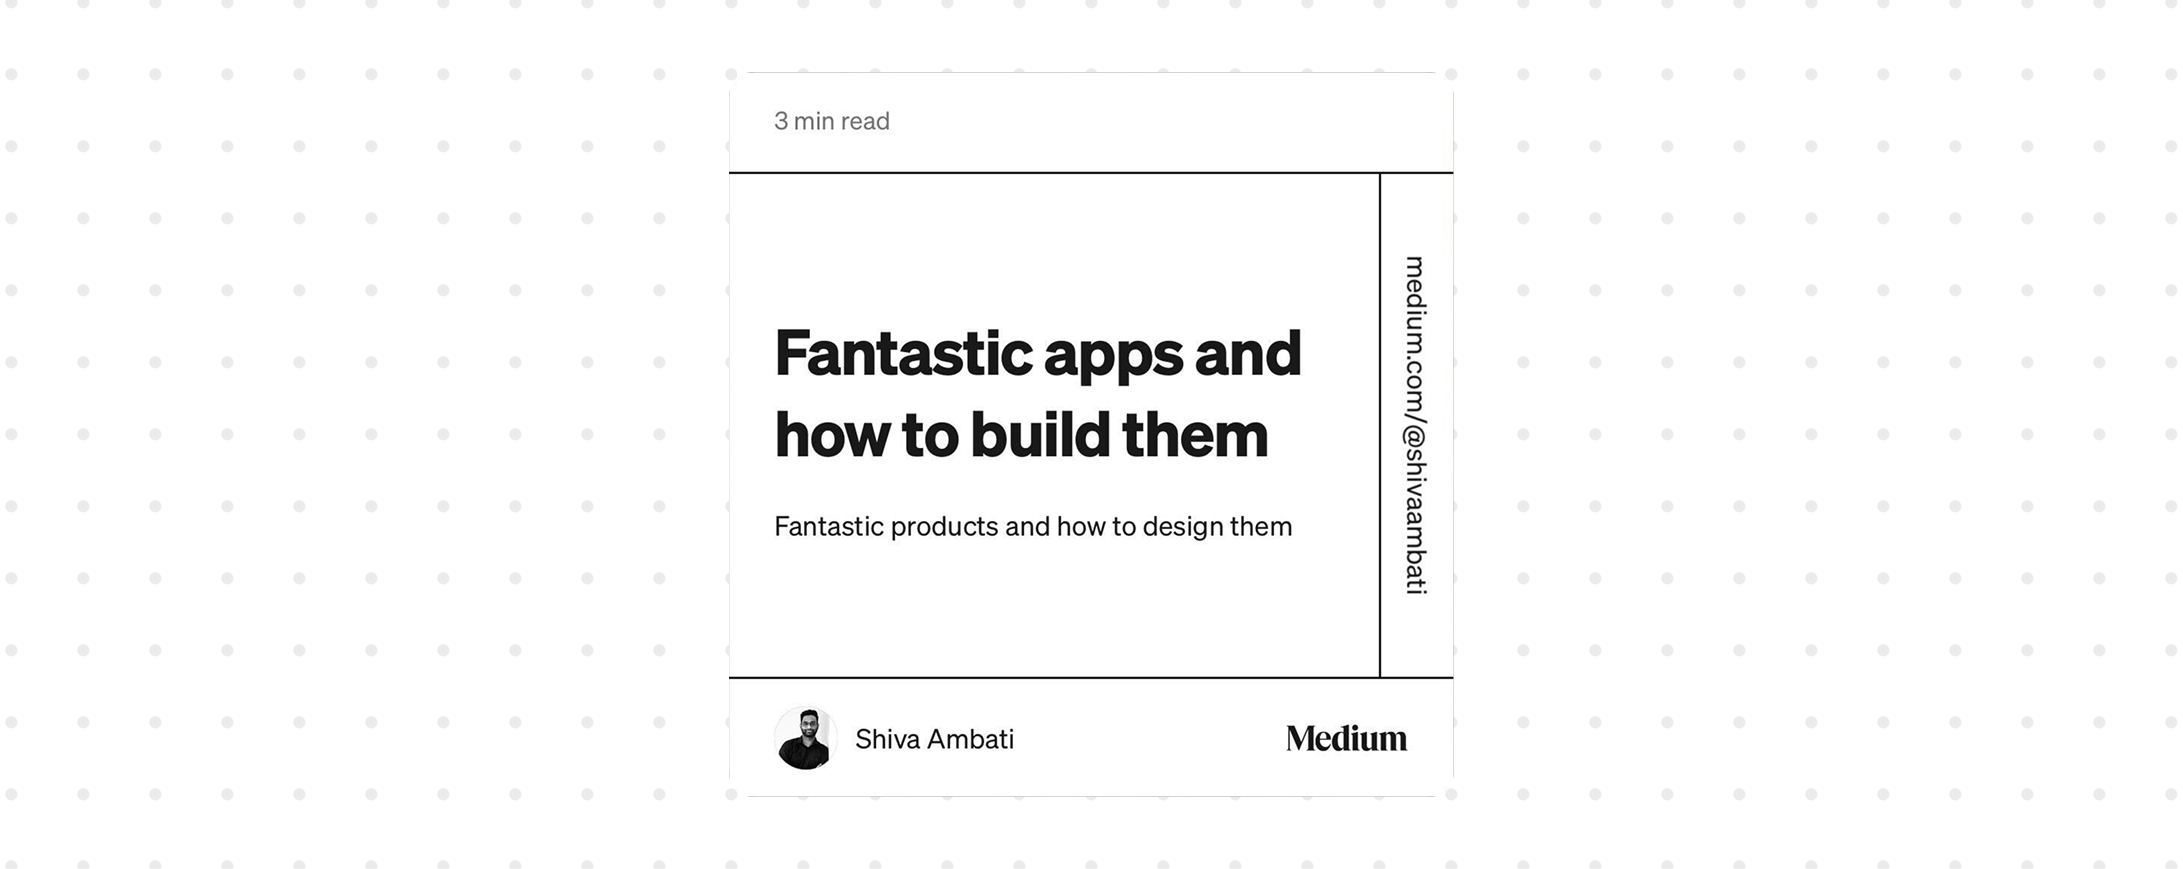 3 min read
Fantastic apps and
how to build them
Fantastic products and how to design them
medium.com/@shivaambati
Shiva Ambati
Medium